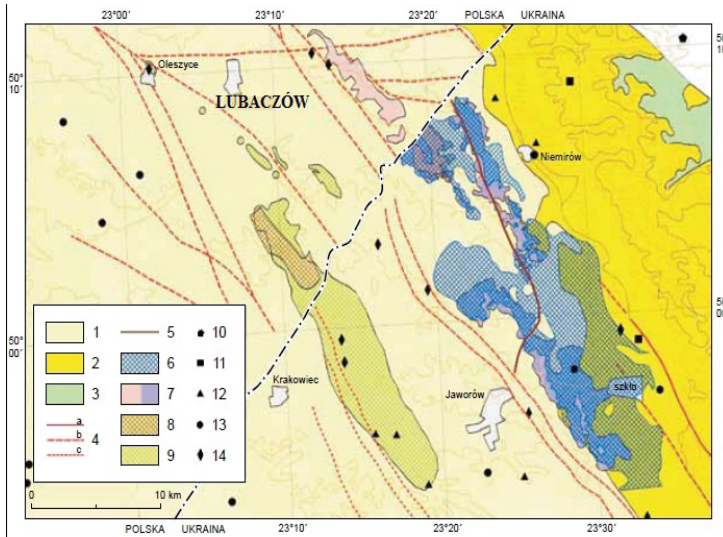 23°00' 23°10' 23°20' POLSKA UKRAINA
50°
10'
Oleszyce
LUBACZÓW
Niemirów
1 5 10
2 6 11
3 7 12
a
b 4 8 13
c
9 14
0 10 km
50°
00'
50
00
Krakowiec
Jaworów
szkło
POLSKA UKRAINA 23°10' 23°20' 23°30'